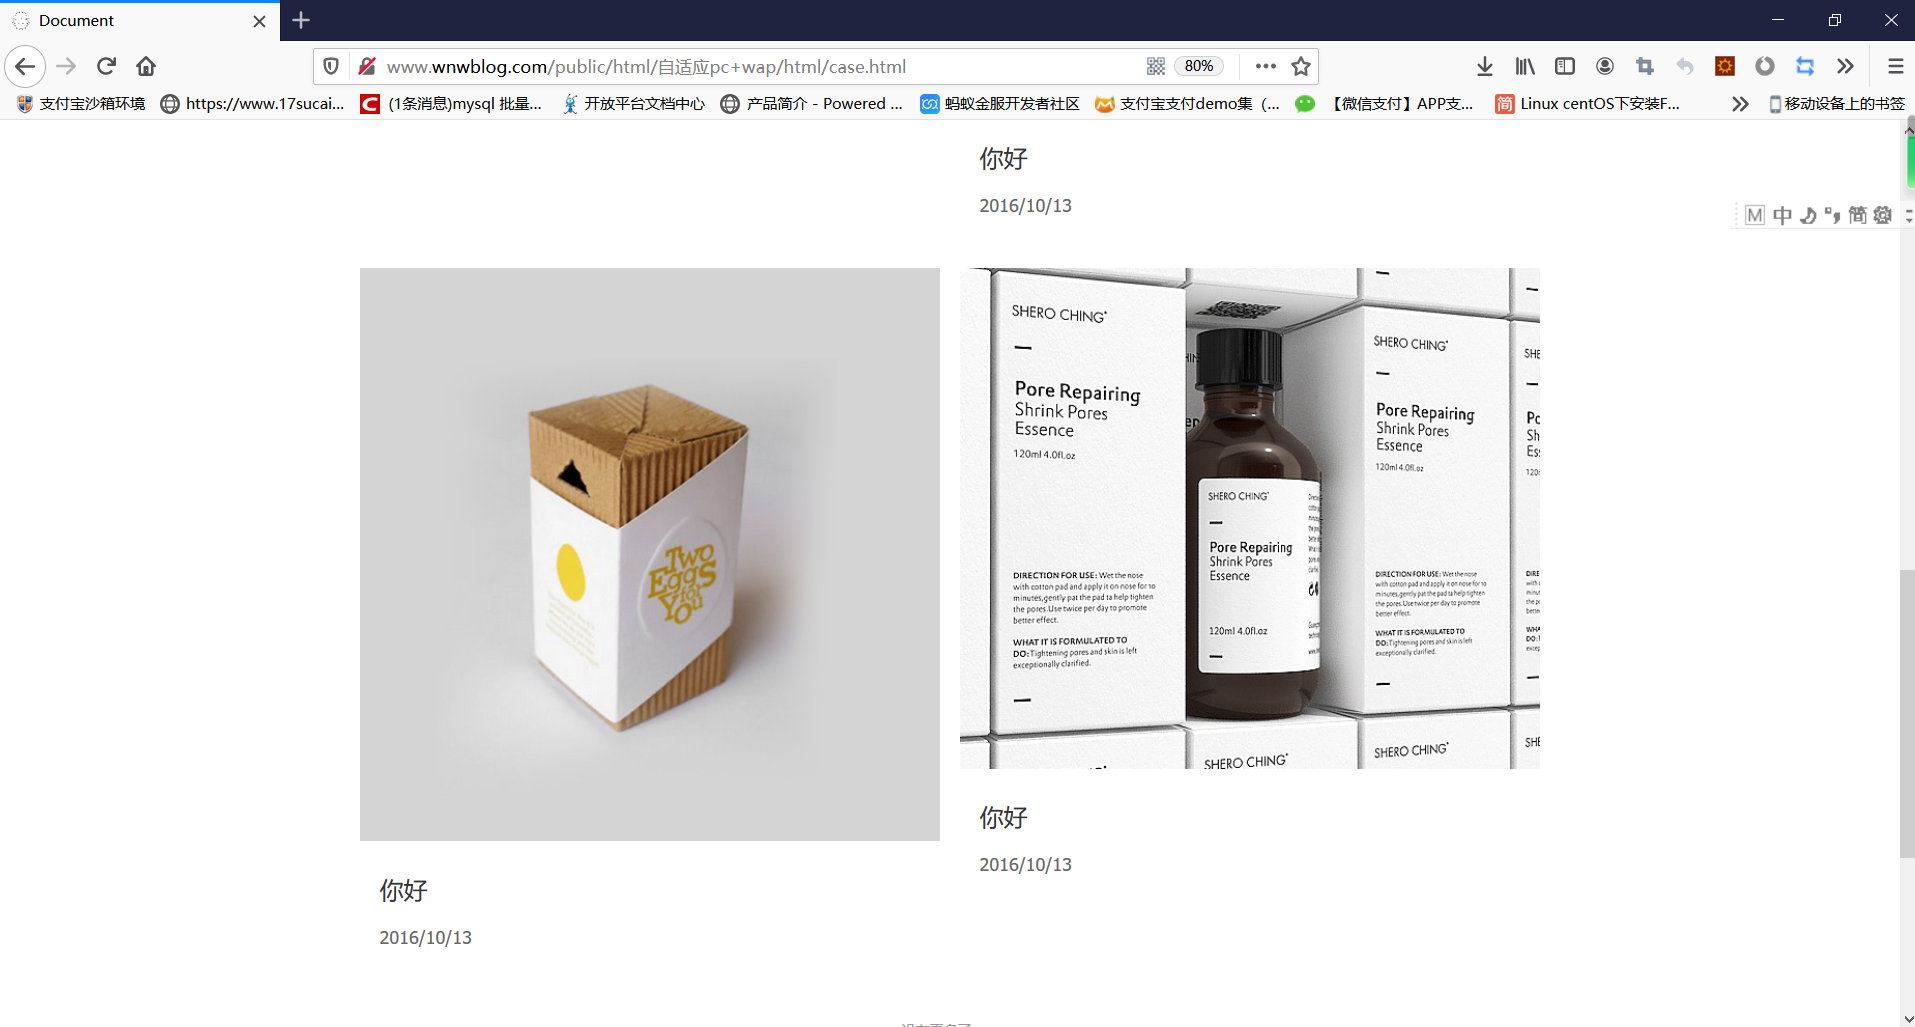 Document
www.wnwblog.com/public/html/自适应pc+wap/html/case.html
80%
支付宝沙箱环境
https://www.17sucai...
(1条消息)mysql 批量...
开放平台文档中心
产品简介 - Powered ...
蚂蚁金服开发者社区
支付宝支付demo集 (...
【微信支付】APP支...
简
Linux centOS下安装F...
移动设备上的书签
M 中 简
你好
2016/10/13
Two
Eggs
for
You
你好
2016/10/13
SHERO CHING
Pore Repairing
Shrink Pores
Essence
120ml 4.0fl.oz
DIRECTION FOR USE: Wet the nose
with cotton pad and apply it on nose for 10
minutes,gently pat the pad ta help tighten
the pores.Use twice per day to promote
better effect.
WHAT IT IS FORMULATED TO
DO:Tightening pores and skin is left
exceptionally clarified.
SHERO CHING
Pore Repairing
Shrink Pores
Essence
120ml 4.0fl.oz
SHERO CHING
Pore Repairing
Shrink Pores
Essence
120ml 4.0fl.oz
DIRECTION FOR USE: Wet the nose
with cotton pad and apply it on nose for 10
minutes,gently pat the pad ta help tighten
the pores.Use twice per day to promote
better effect.
WHAT IT IS FORMULATED TO
DO:Tightening pores and skin is left
exceptionally clarified.
SHERO CHING
SHERO CHING
你好
2016/10/13